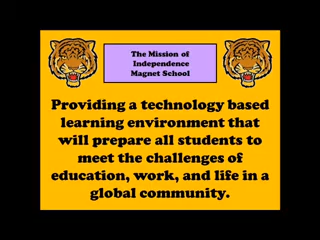 The Mission of
Independence
Magnet School
Providing a technology based
learning environment that
will prepare all students to
meet the challenges of
education, work, and life in a
global community.